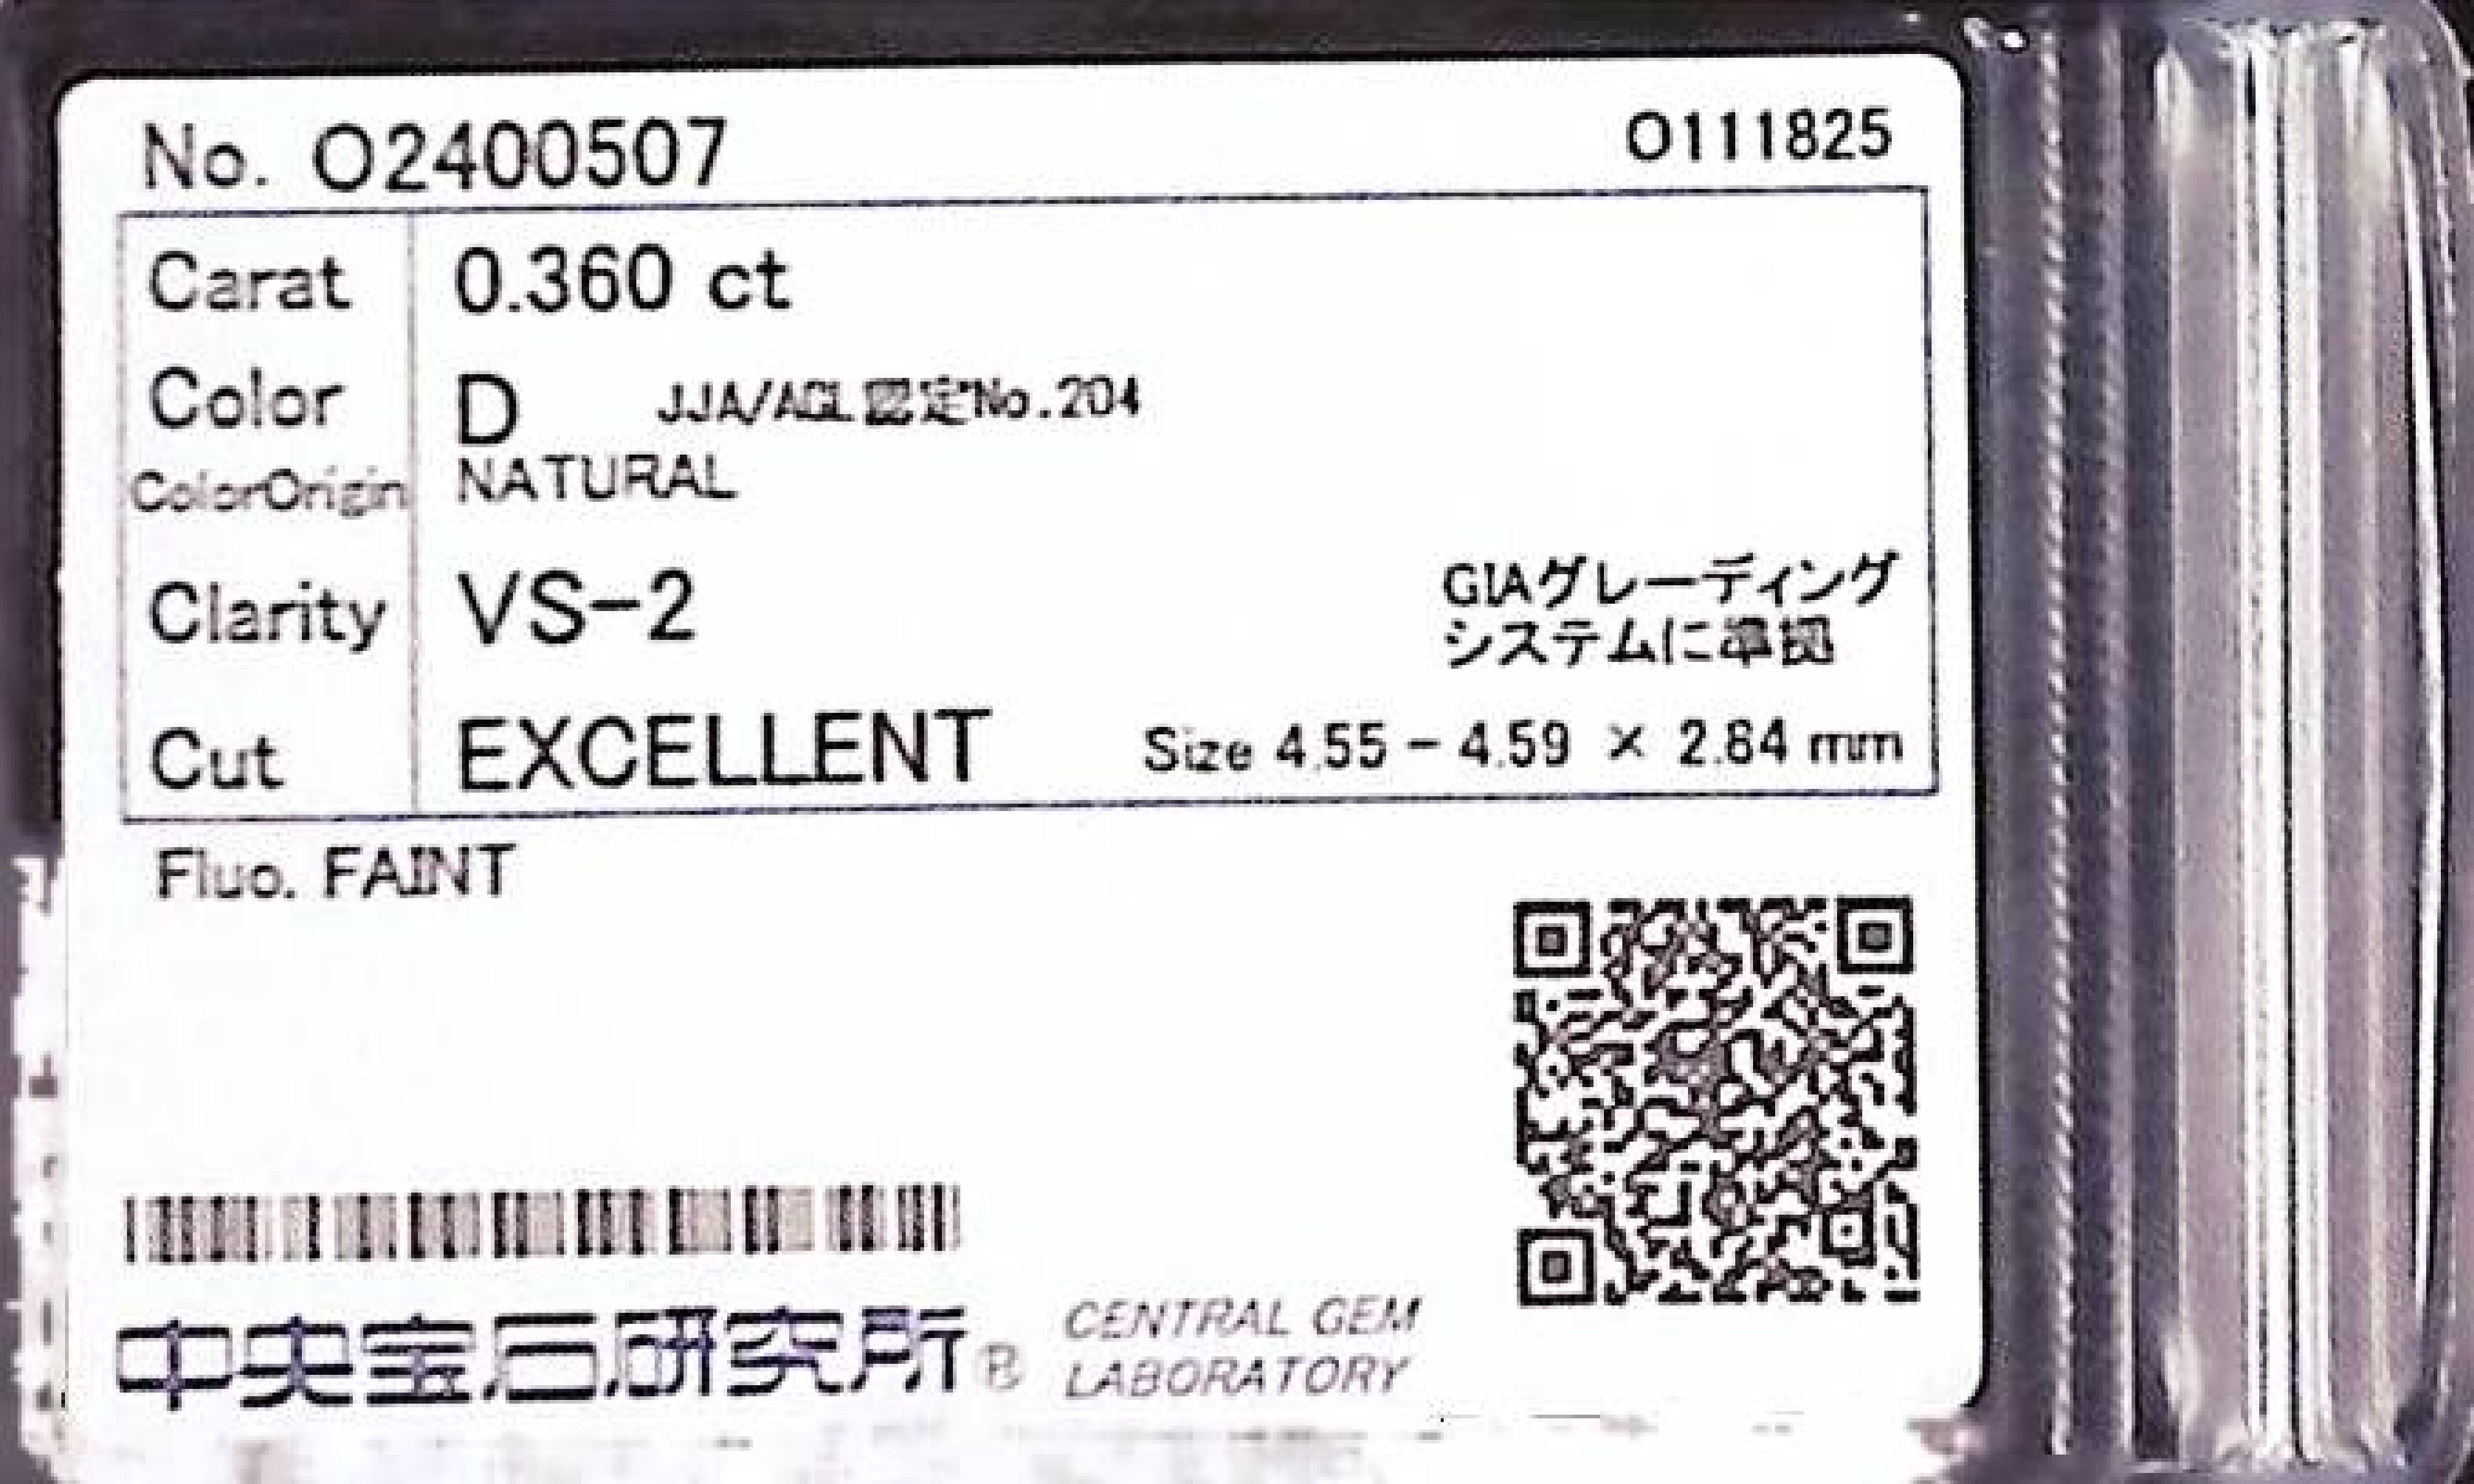 No. O2400507 O111825
Carat 0.360 ct
Color D JJA/AGL認定No.204
ColorOrigin NATURAL
Clarity VS-2 GIAグレーディング
システムに準拠
Cut EXCELLENT Size 4.55 - 4.59 × 2.84 mm
Fluo. FAINT
中央宝石研究所® CENTRAL GEM
LABORATORY